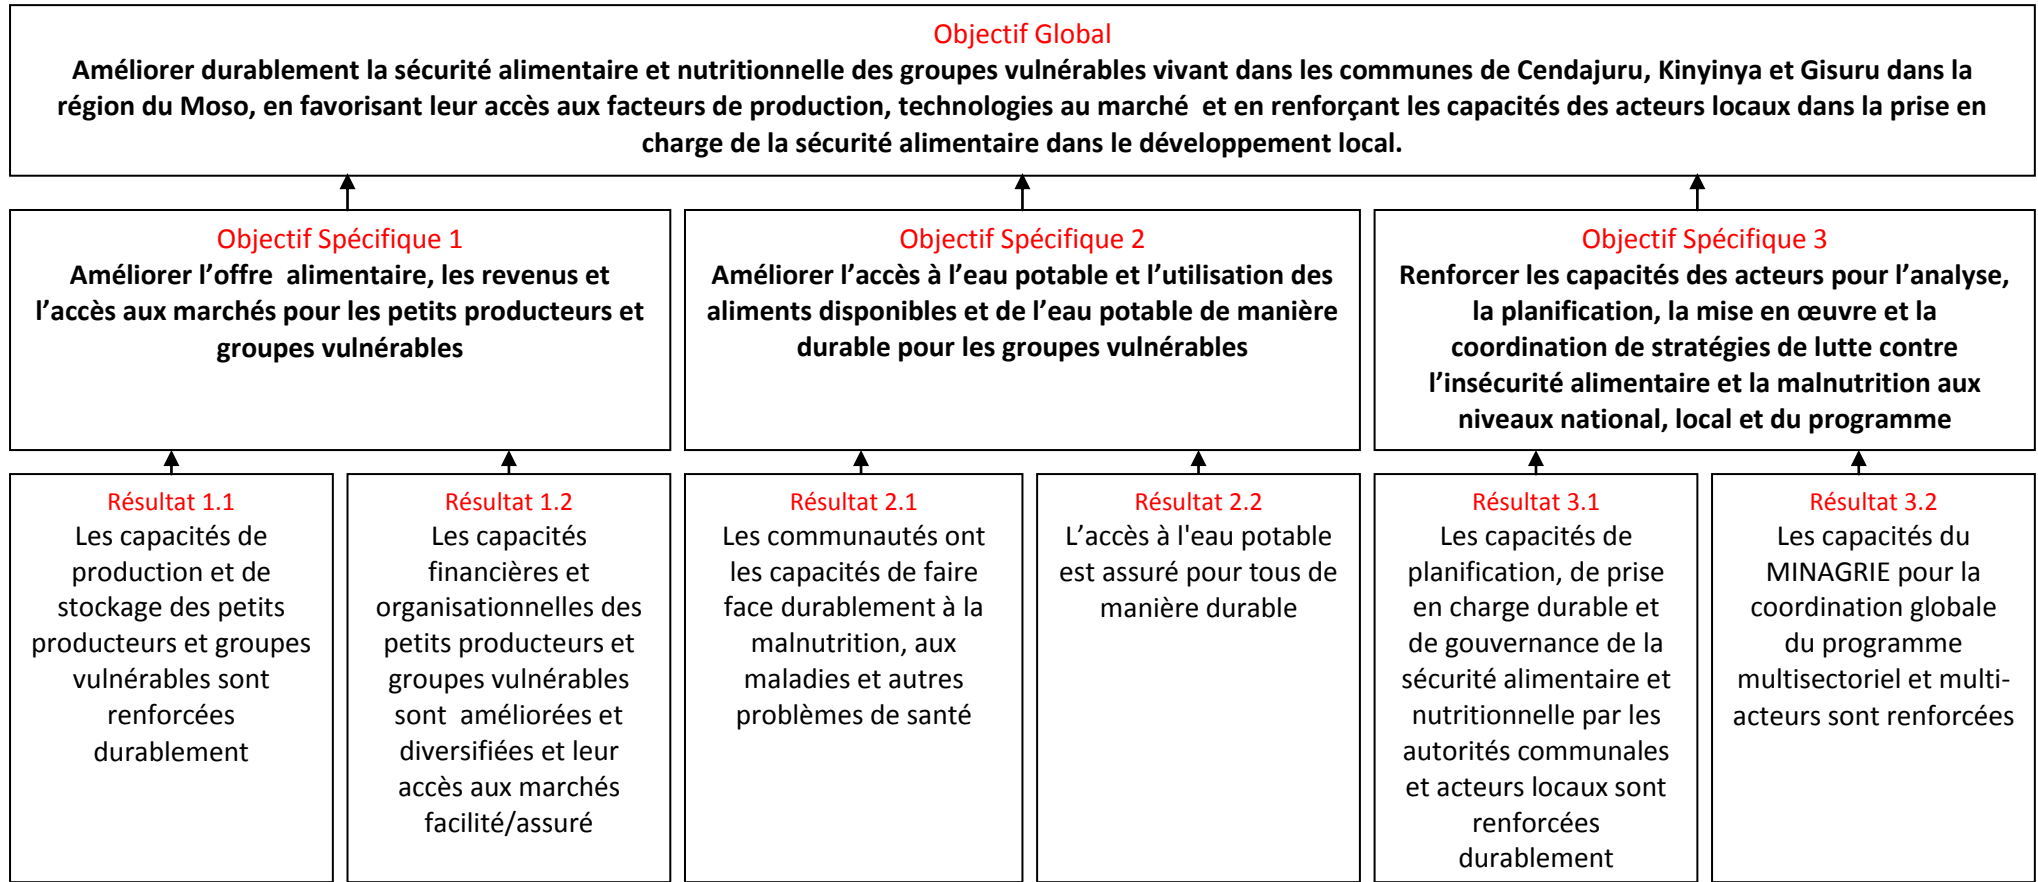 Objectif Global
Améliorer durablement la sécurité alimentaire et nutritionnelle des groupes vulnérables vivant dans les communes de Cendajuru, Kinyinya et Gisuru dans la
région du Moso, en favorisant leur accès aux facteurs de production, technologies au marché et en renforçant les capacités des acteurs locaux dans la prise en
charge de la sécurité alimentaire dans le développement local.
Objectif Spécifique 1
Améliorer l’offre alimentaire, les revenus et
l’accès aux marchés pour les petits producteurs et
groupes vulnérables
Objectif Spécifique 2
Améliorer l’accès à l’eau potable et l’utilisation des
aliments disponibles et de l’eau potable de manière
durable pour les groupes vulnérables
Objectif Spécifique 3
Renforcer les capacités des acteurs pour l’analyse,
la planification, la mise en œuvre et la
coordination de stratégies de lutte contre
l’insécurité alimentaire et la malnutrition aux
niveaux national, local et du programme
Résultat 1.1
Les capacités de
production et de
stockage des petits
producteurs et groupes
vulnérables sont
renforcées
durablement
Résultat 1.2
Les capacités
financières et
organisationnelles des
petits producteurs et
groupes vulnérables
sont améliorées et
diversifiées et leur
accès aux marchés
facilité/assuré
Résultat 2.1
Les communautés ont
les capacités de faire
face durablement à la
malnutrition, aux
maladies et autres
problèmes de santé
Résultat 2.2
L’accès à l'eau potable
est assuré pour tous de
manière durable
Résultat 3.1
Les capacités de
planification, de prise
en charge durable et
de gouvernance de la
sécurité alimentaire et
nutritionnelle par les
autorités communales
et acteurs locaux sont
renforcées
durablement
Résultat 3.2
Les capacités du
MINAGRIE pour la
coordination globale
du programme
multisectoriel et multi-
acteurs sont renforcées